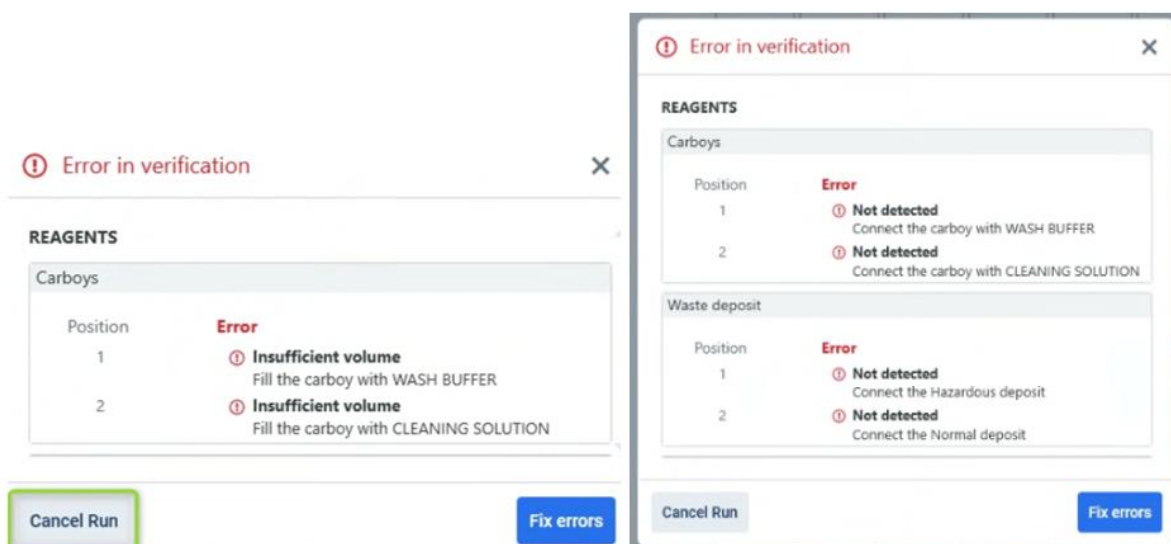 Error in verification
REAGENTS
Carboys
Position Error
1 Insufficient volume
Fill the carboy with WASH BUFFER
2 Insufficient volume
Fill the carboy with CLEANING SOLUTION
Cancel Run Fix errors
Error in verification
REAGENTS
Carboys
Position Error
1 Not detected
Connect the carboy with WASH BUFFER
2 Not detected
Connect the carboy with CLEANING SOLUTION
Waste deposit
Position Error
1 Not detected
Connect the Hazardous deposit
2 Not detected
Connect the Normal deposit
Cancel Run Fix errors